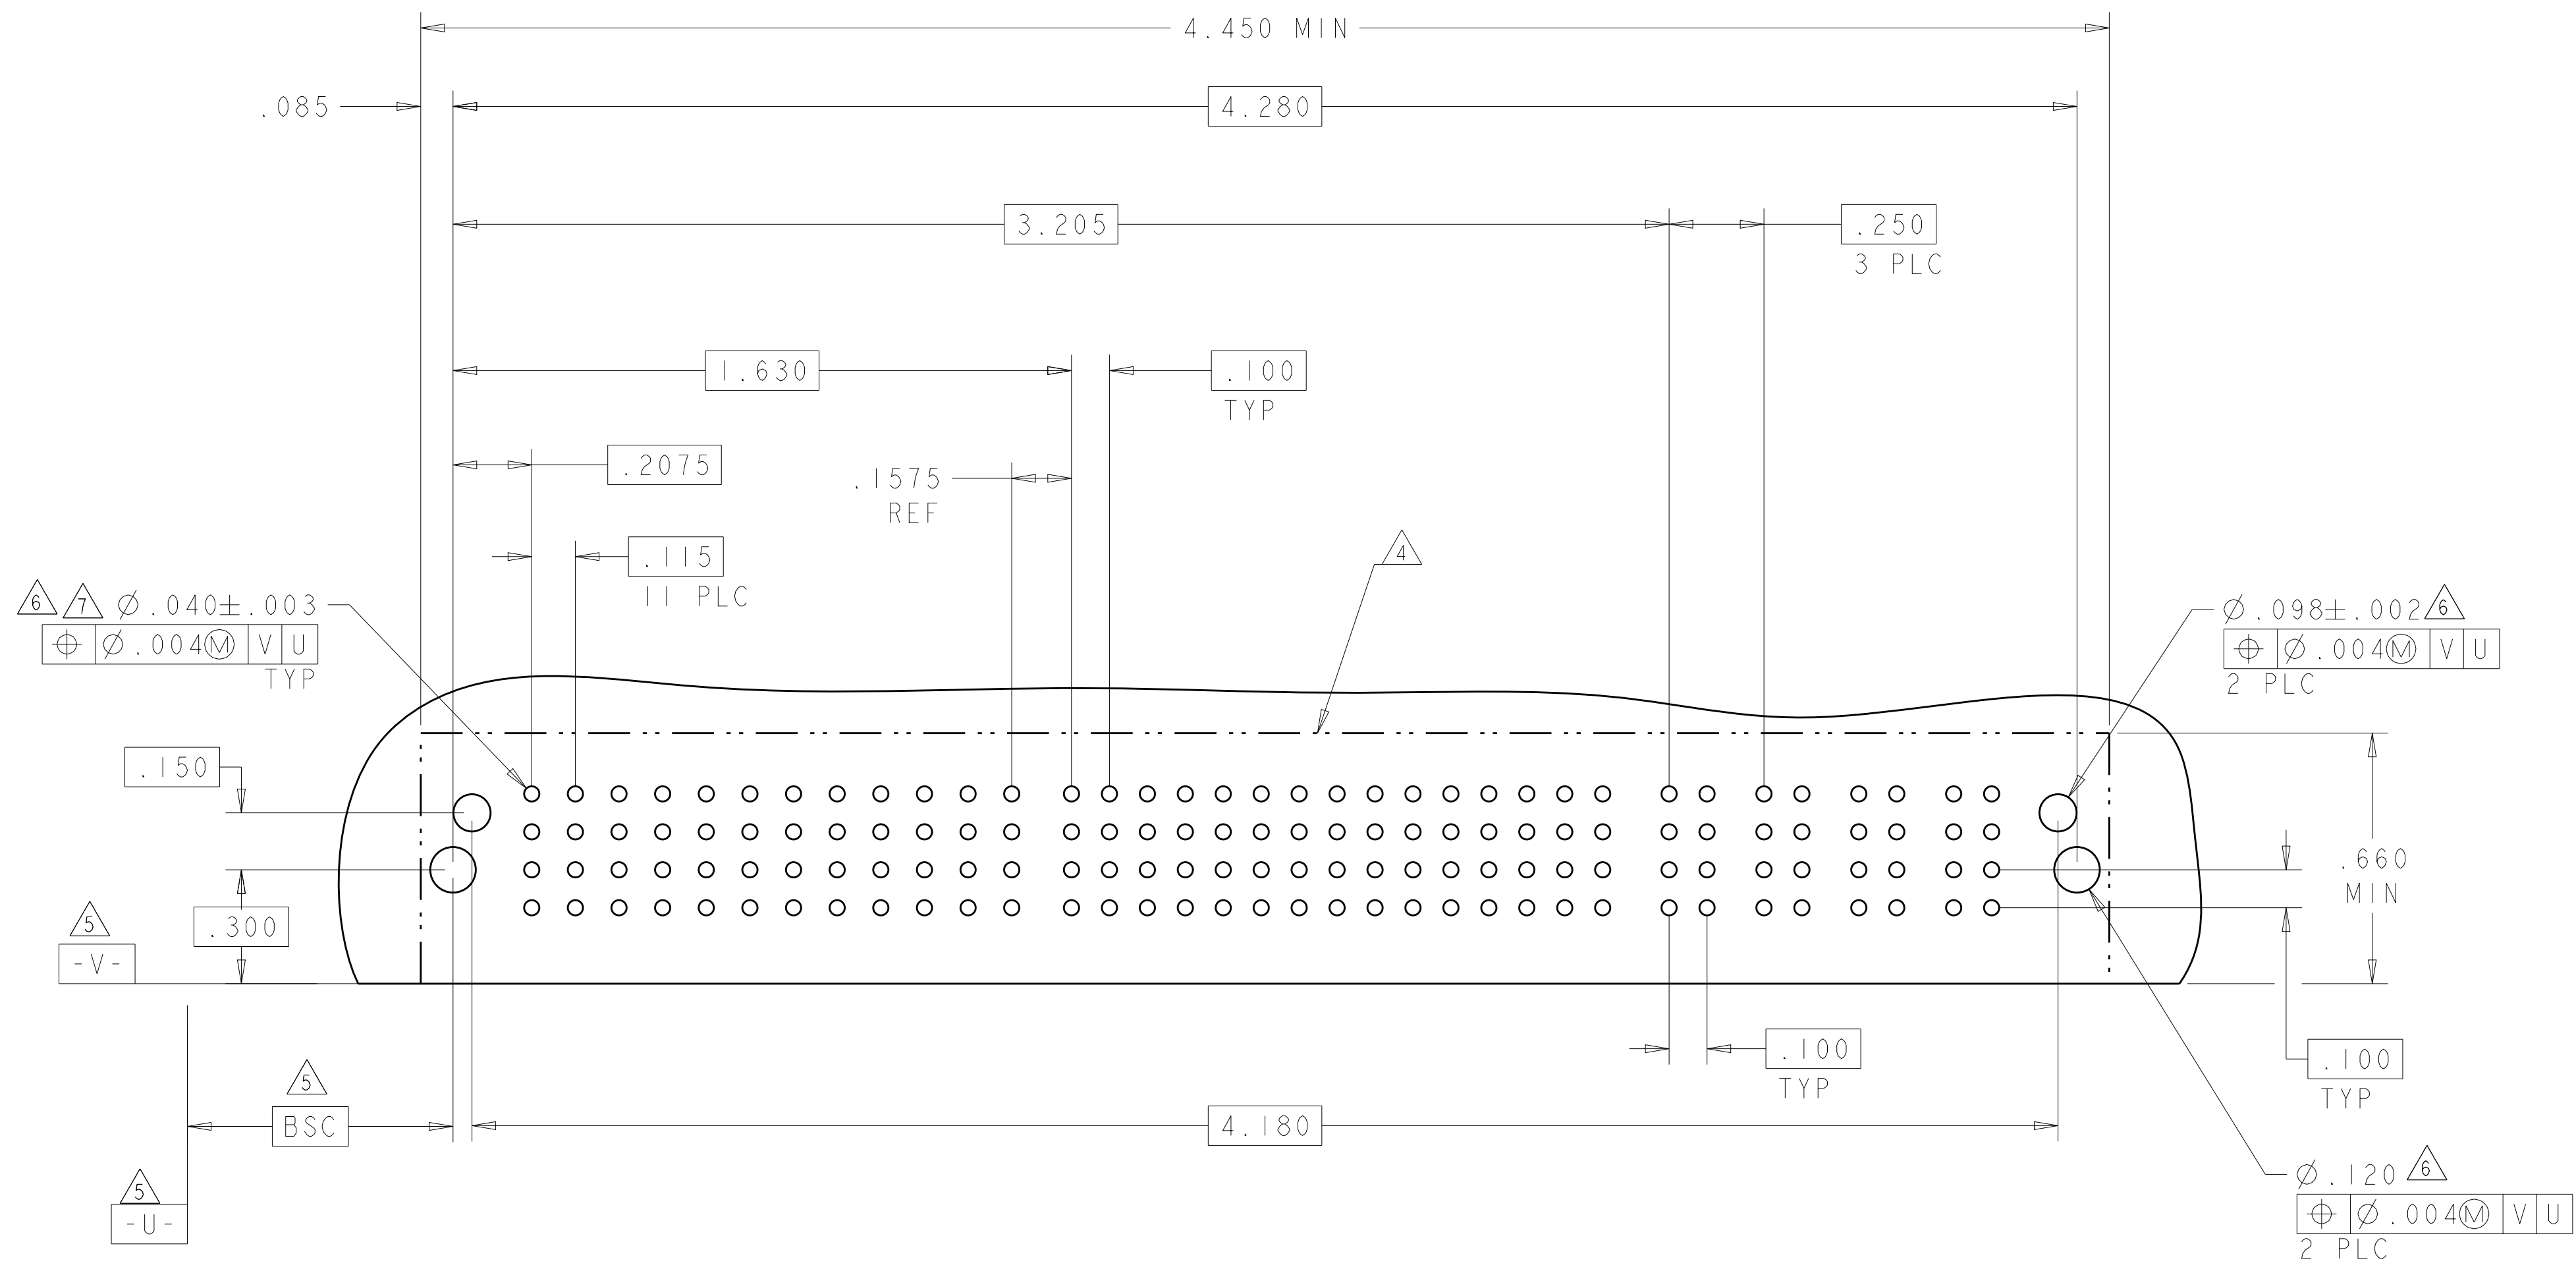 4.450 MIN
.085
4.280
3.205
.250
3 PLC
1.630
.100
TYP
.2075
.1575
REF
.115
11 PLC
4
6 7 Ø.040±.003
⌖ Ø.004Ⓜ V U
TYP
Ø.098±.002 6
⌖ Ø.004Ⓜ V U
2 PLC
.150
.660
MIN
.300
5
-V-
.100
TYP
.100
TYP
5
BSC
4.180
5
-U-
Ø.120 6
⌖ Ø.004Ⓜ V U
2 PLC